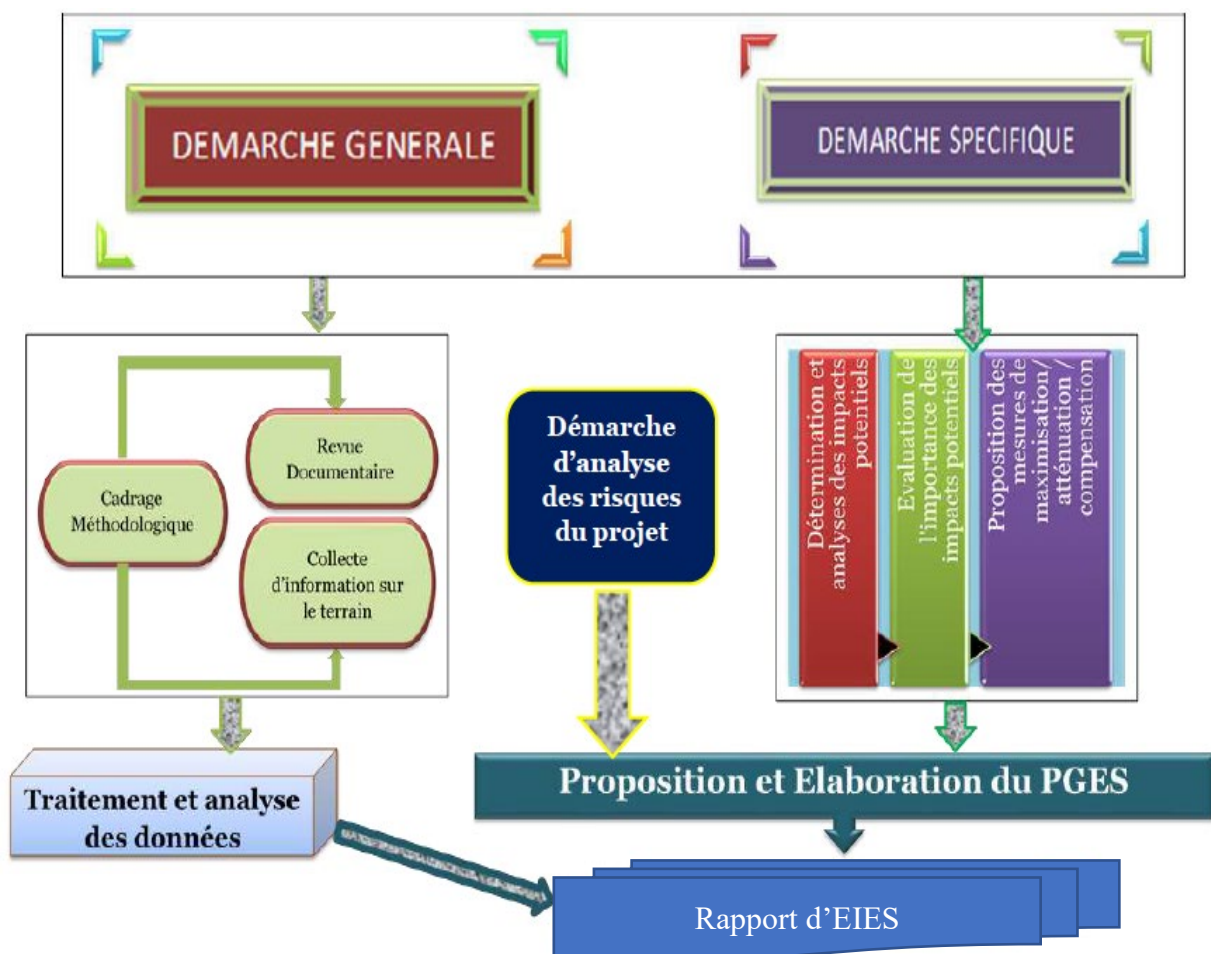 DEMARCHE GENERALE
DEMARCHE SPECIFIQUE
Cadrage
Méthodologique
Revue
Documentaire
Collecte
d'information sur
le terrain
Démarche
d'analyse
des risques
du projet
Détermination et
analyses des impacts
potentiels
Evaluation de
l'importance des
impacts potentiels
Proposition des
mesures de
maximisation/
atténuation /
compensation
Traitement et analyse
des données
Proposition et Elaboration du PGES
Rapport d'EIES